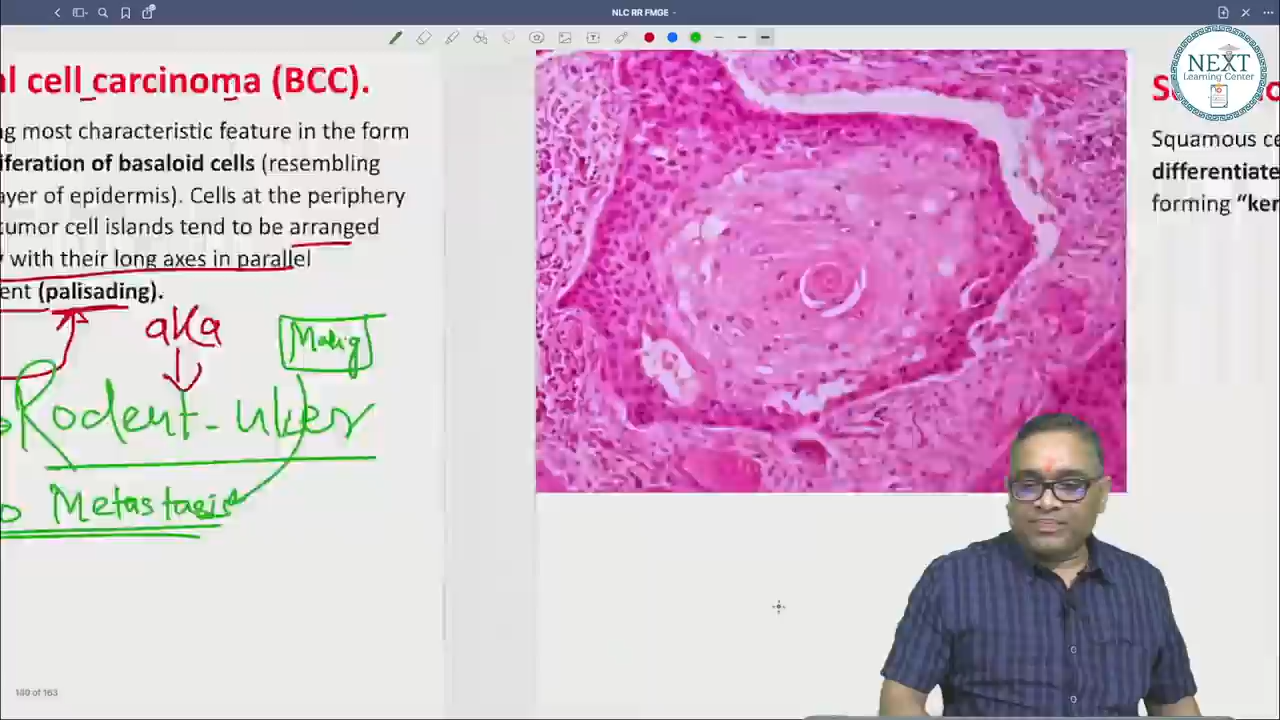 NLC RR FMGE
NEXT
Learning Center
l cell carcinoma (BCC).
ng most characteristic feature in the form
iferation of basaloid cells (resembling
ayer of epidermis). Cells at the periphery
tumor cell islands tend to be arranged
y with their long axes in parallel
ent (palisading).
aka
Malig
Rodent-ulcer
o Metastasis
Squamous ce
differentiate
forming “ker
180 of 163